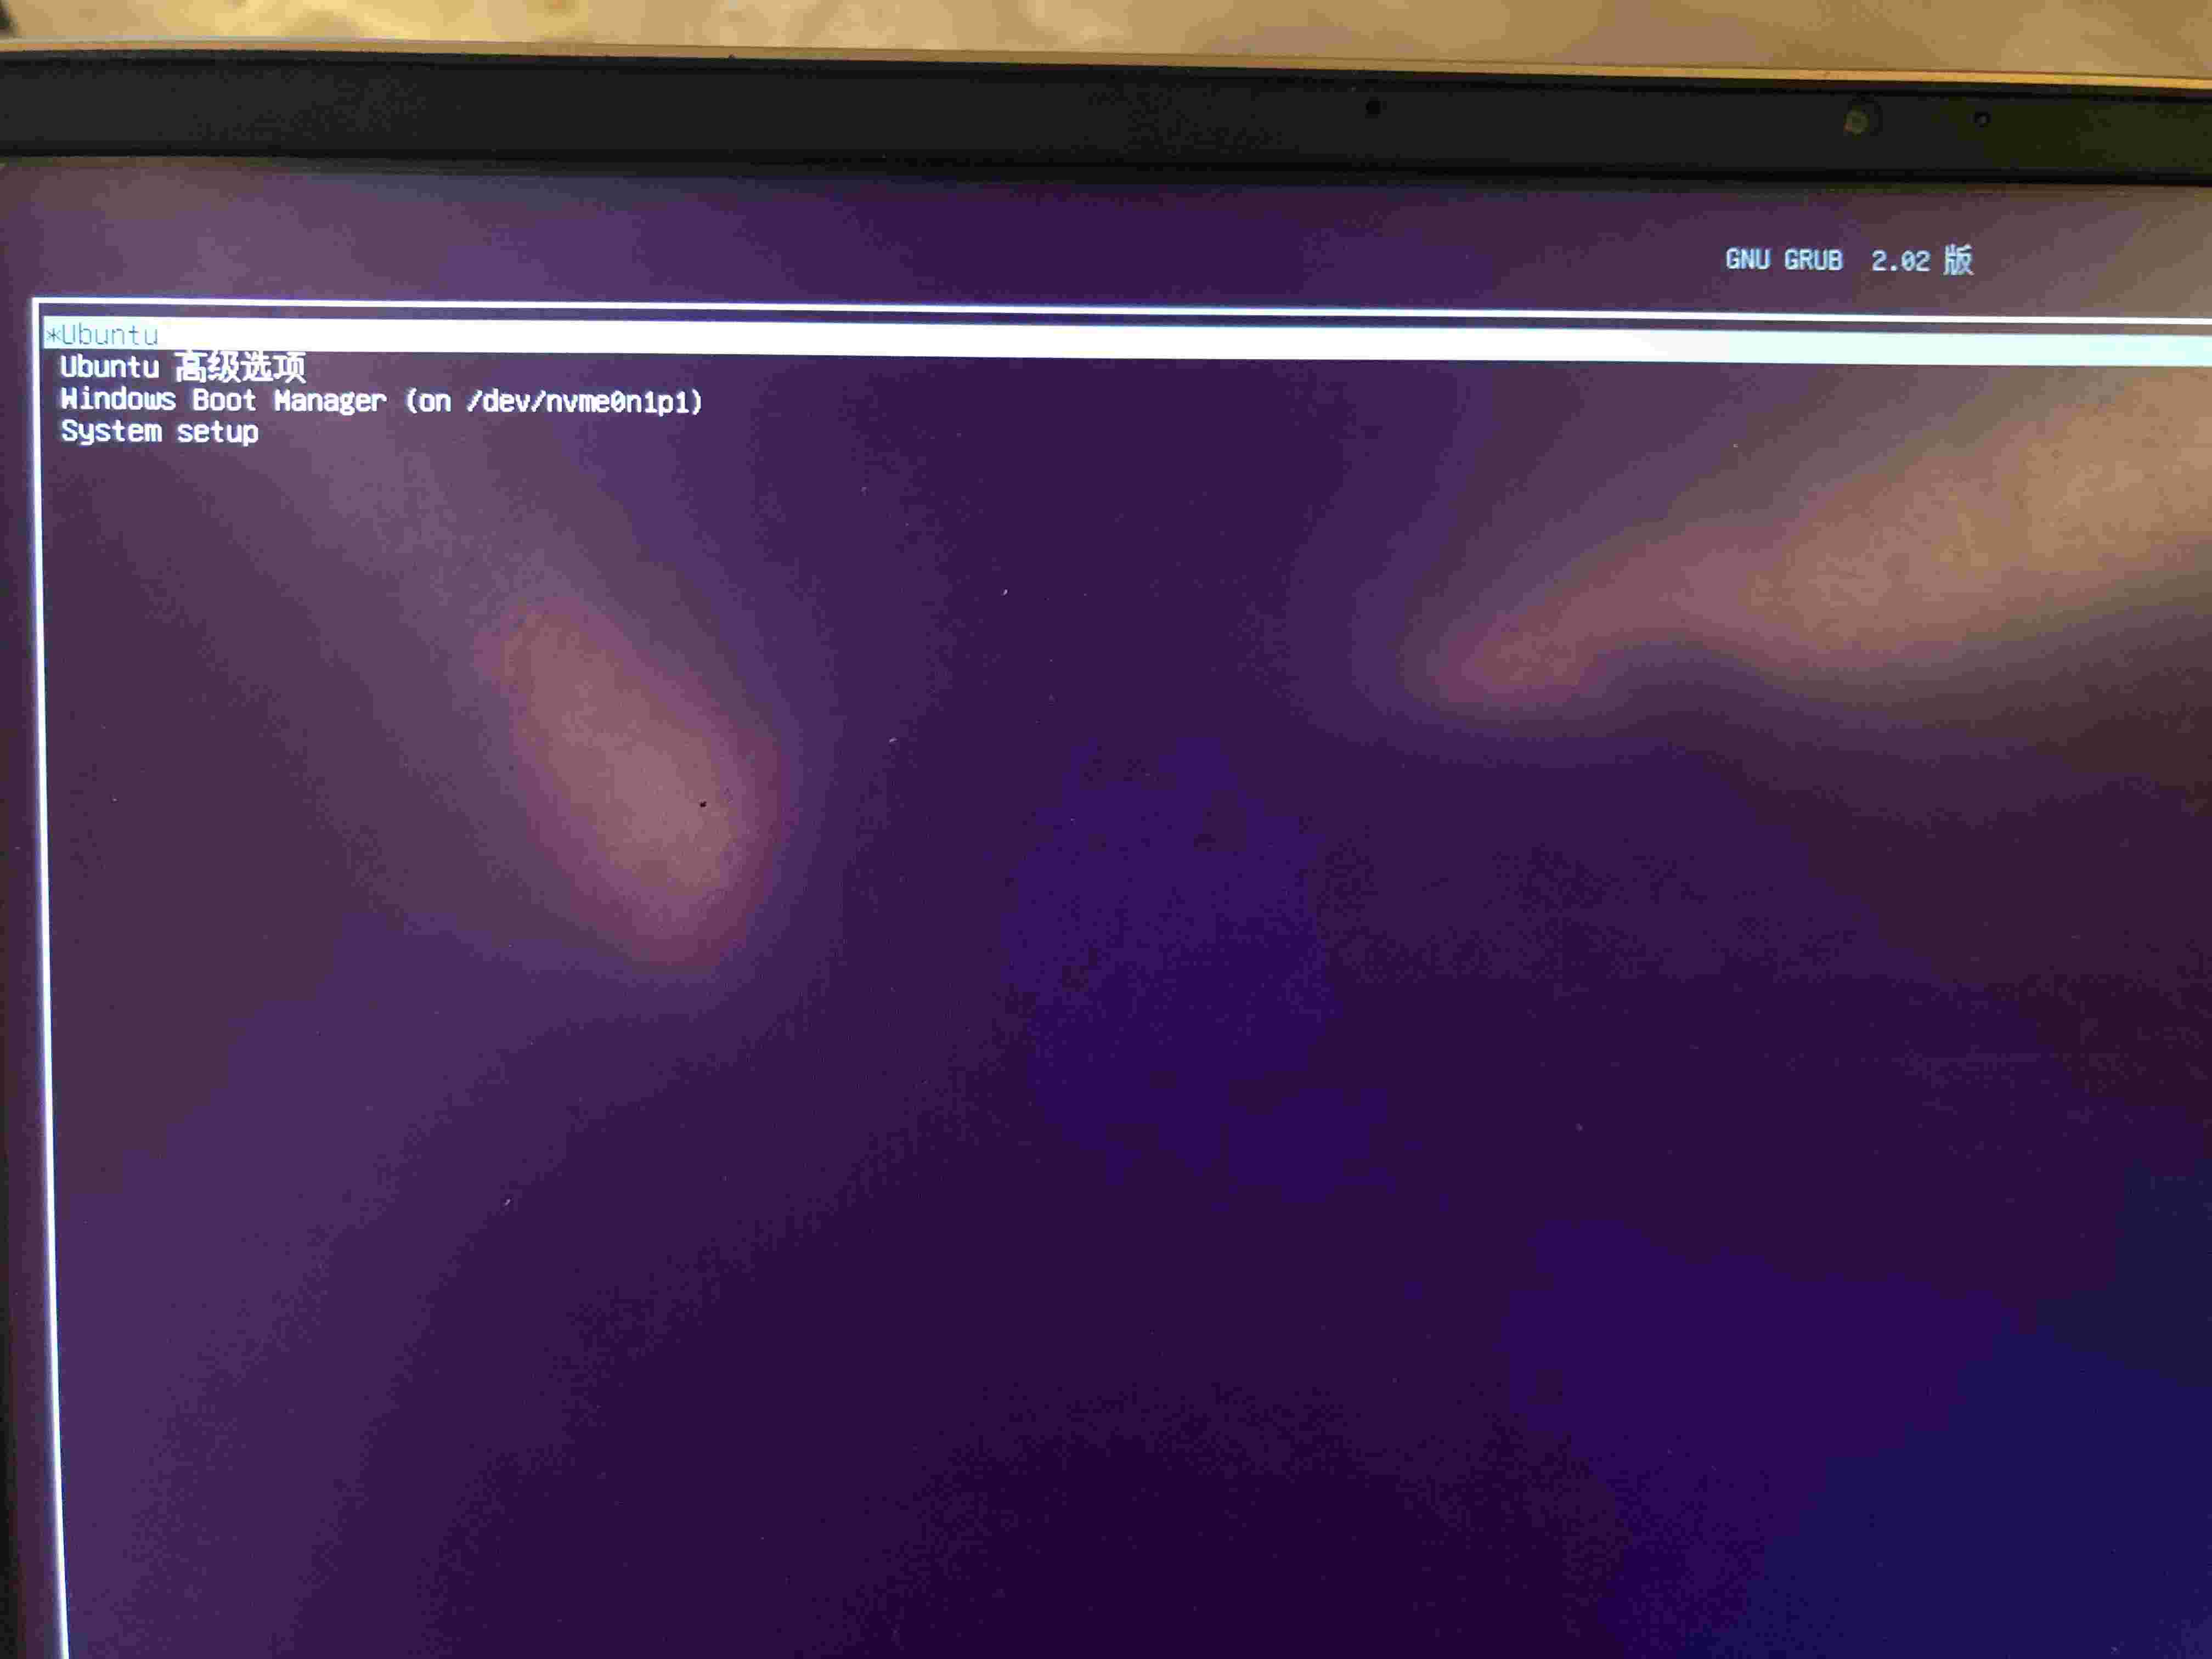 GNU GRUB 2.02 版
*Ubuntu
Ubuntu 高级选项
Windows Boot Manager (on /dev/nvme0n1p1)
System setup